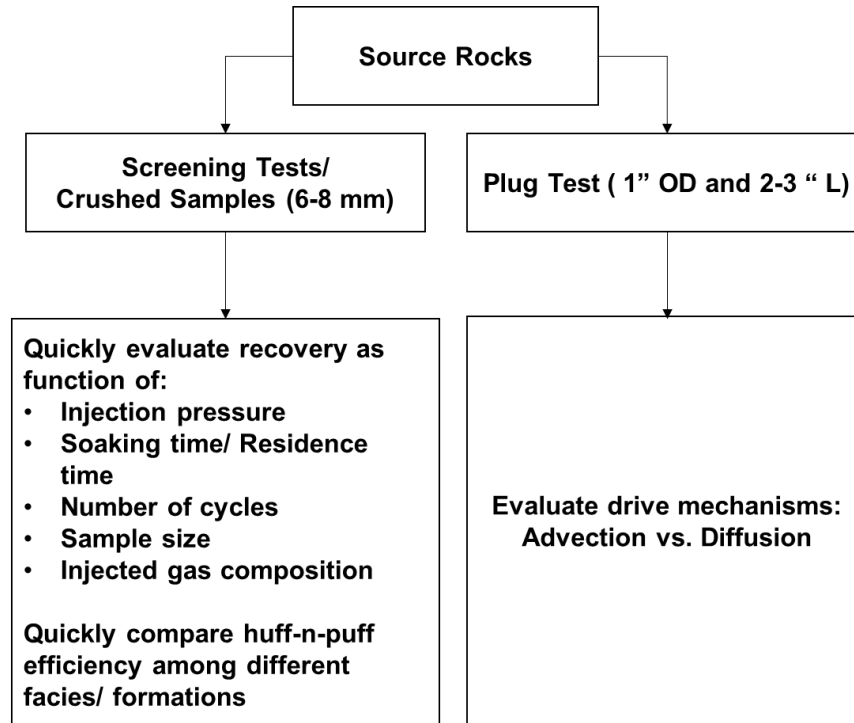 Source Rocks
Screening Tests/
Crushed Samples (6-8 mm)
Plug Test ( 1” OD and 2-3 “ L)
Quickly evaluate recovery as
function of:
• Injection pressure
• Soaking time/ Residence
time
• Number of cycles
• Sample size
• Injected gas composition
Quickly compare huff-n-puff
efficiency among different
facies/ formations
Evaluate drive mechanisms:
Advection vs. Diffusion